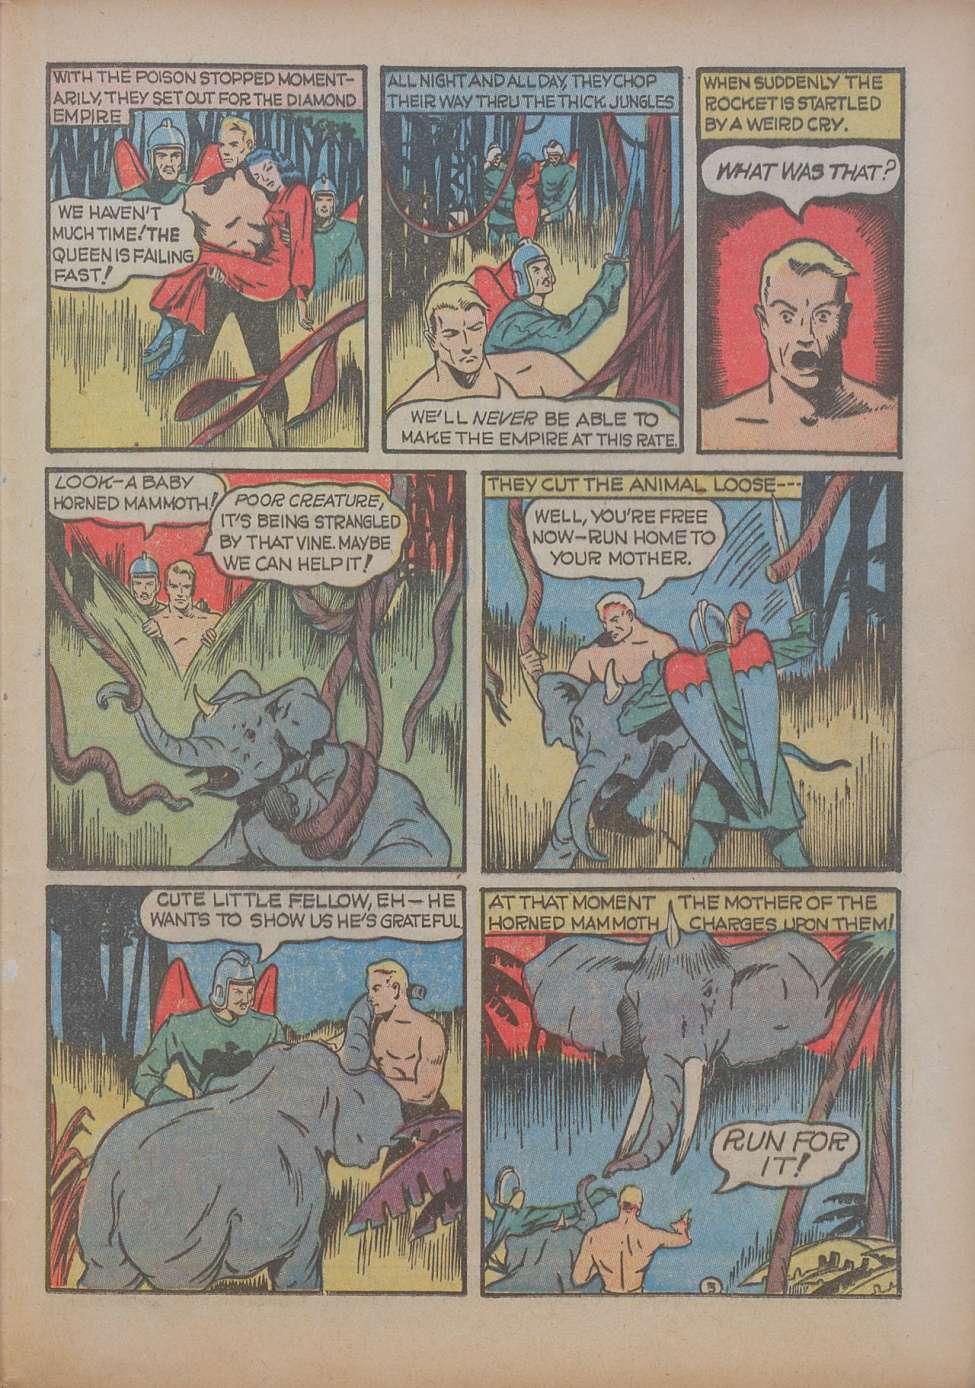 WITH THE POISON STOPPED MOMENT-
ARILY, THEY SET OUT FOR THE DIAMOND
EMPIRE
WE HAVEN'T
MUCH TIME! THE
QUEEN IS FAILING
FAST!
ALL NIGHT AND ALL DAY, THEY CHOP
THEIR WAY THRU THE THICK JUNGLES
WE'LL NEVER BE ABLE TO
MAKE THE EMPIRE AT THIS RATE.
WHEN SUDDENLY THE
ROCKET IS STARTLED
BY A WEIRD CRY.
WHAT WAS THAT?
LOOK-A BABY
HORNED MAMMOTH!
POOR CREATURE,
IT'S BEING STRANGLED
BY THAT VINE. MAYBE
WE CAN HELP IT!
THEY CUT THE ANIMAL LOOSE---
WELL, YOU'RE FREE
NOW-RUN HOME TO
YOUR MOTHER.
CUTE LITTLE FELLOW, EH-HE
WANTS TO SHOW US HE'S GRATEFUL
AT THAT MOMENT THE MOTHER OF THE
HORNED MAMMOTH CHARGES UPON THEM!
RUN FOR
IT!
3